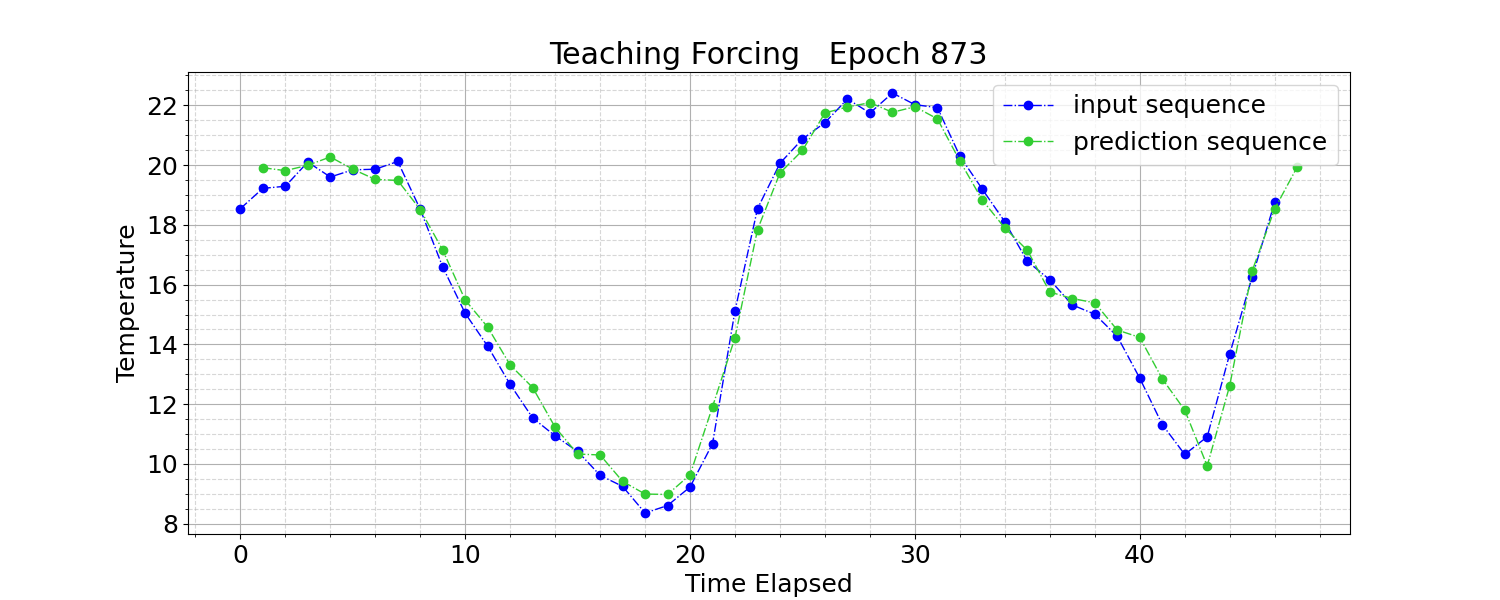 Teaching Forcing   Epoch 873
input sequence
prediction sequence
Temperature
22
20
18
16
14
12
10
8
0 10 20 30 40
Time Elapsed